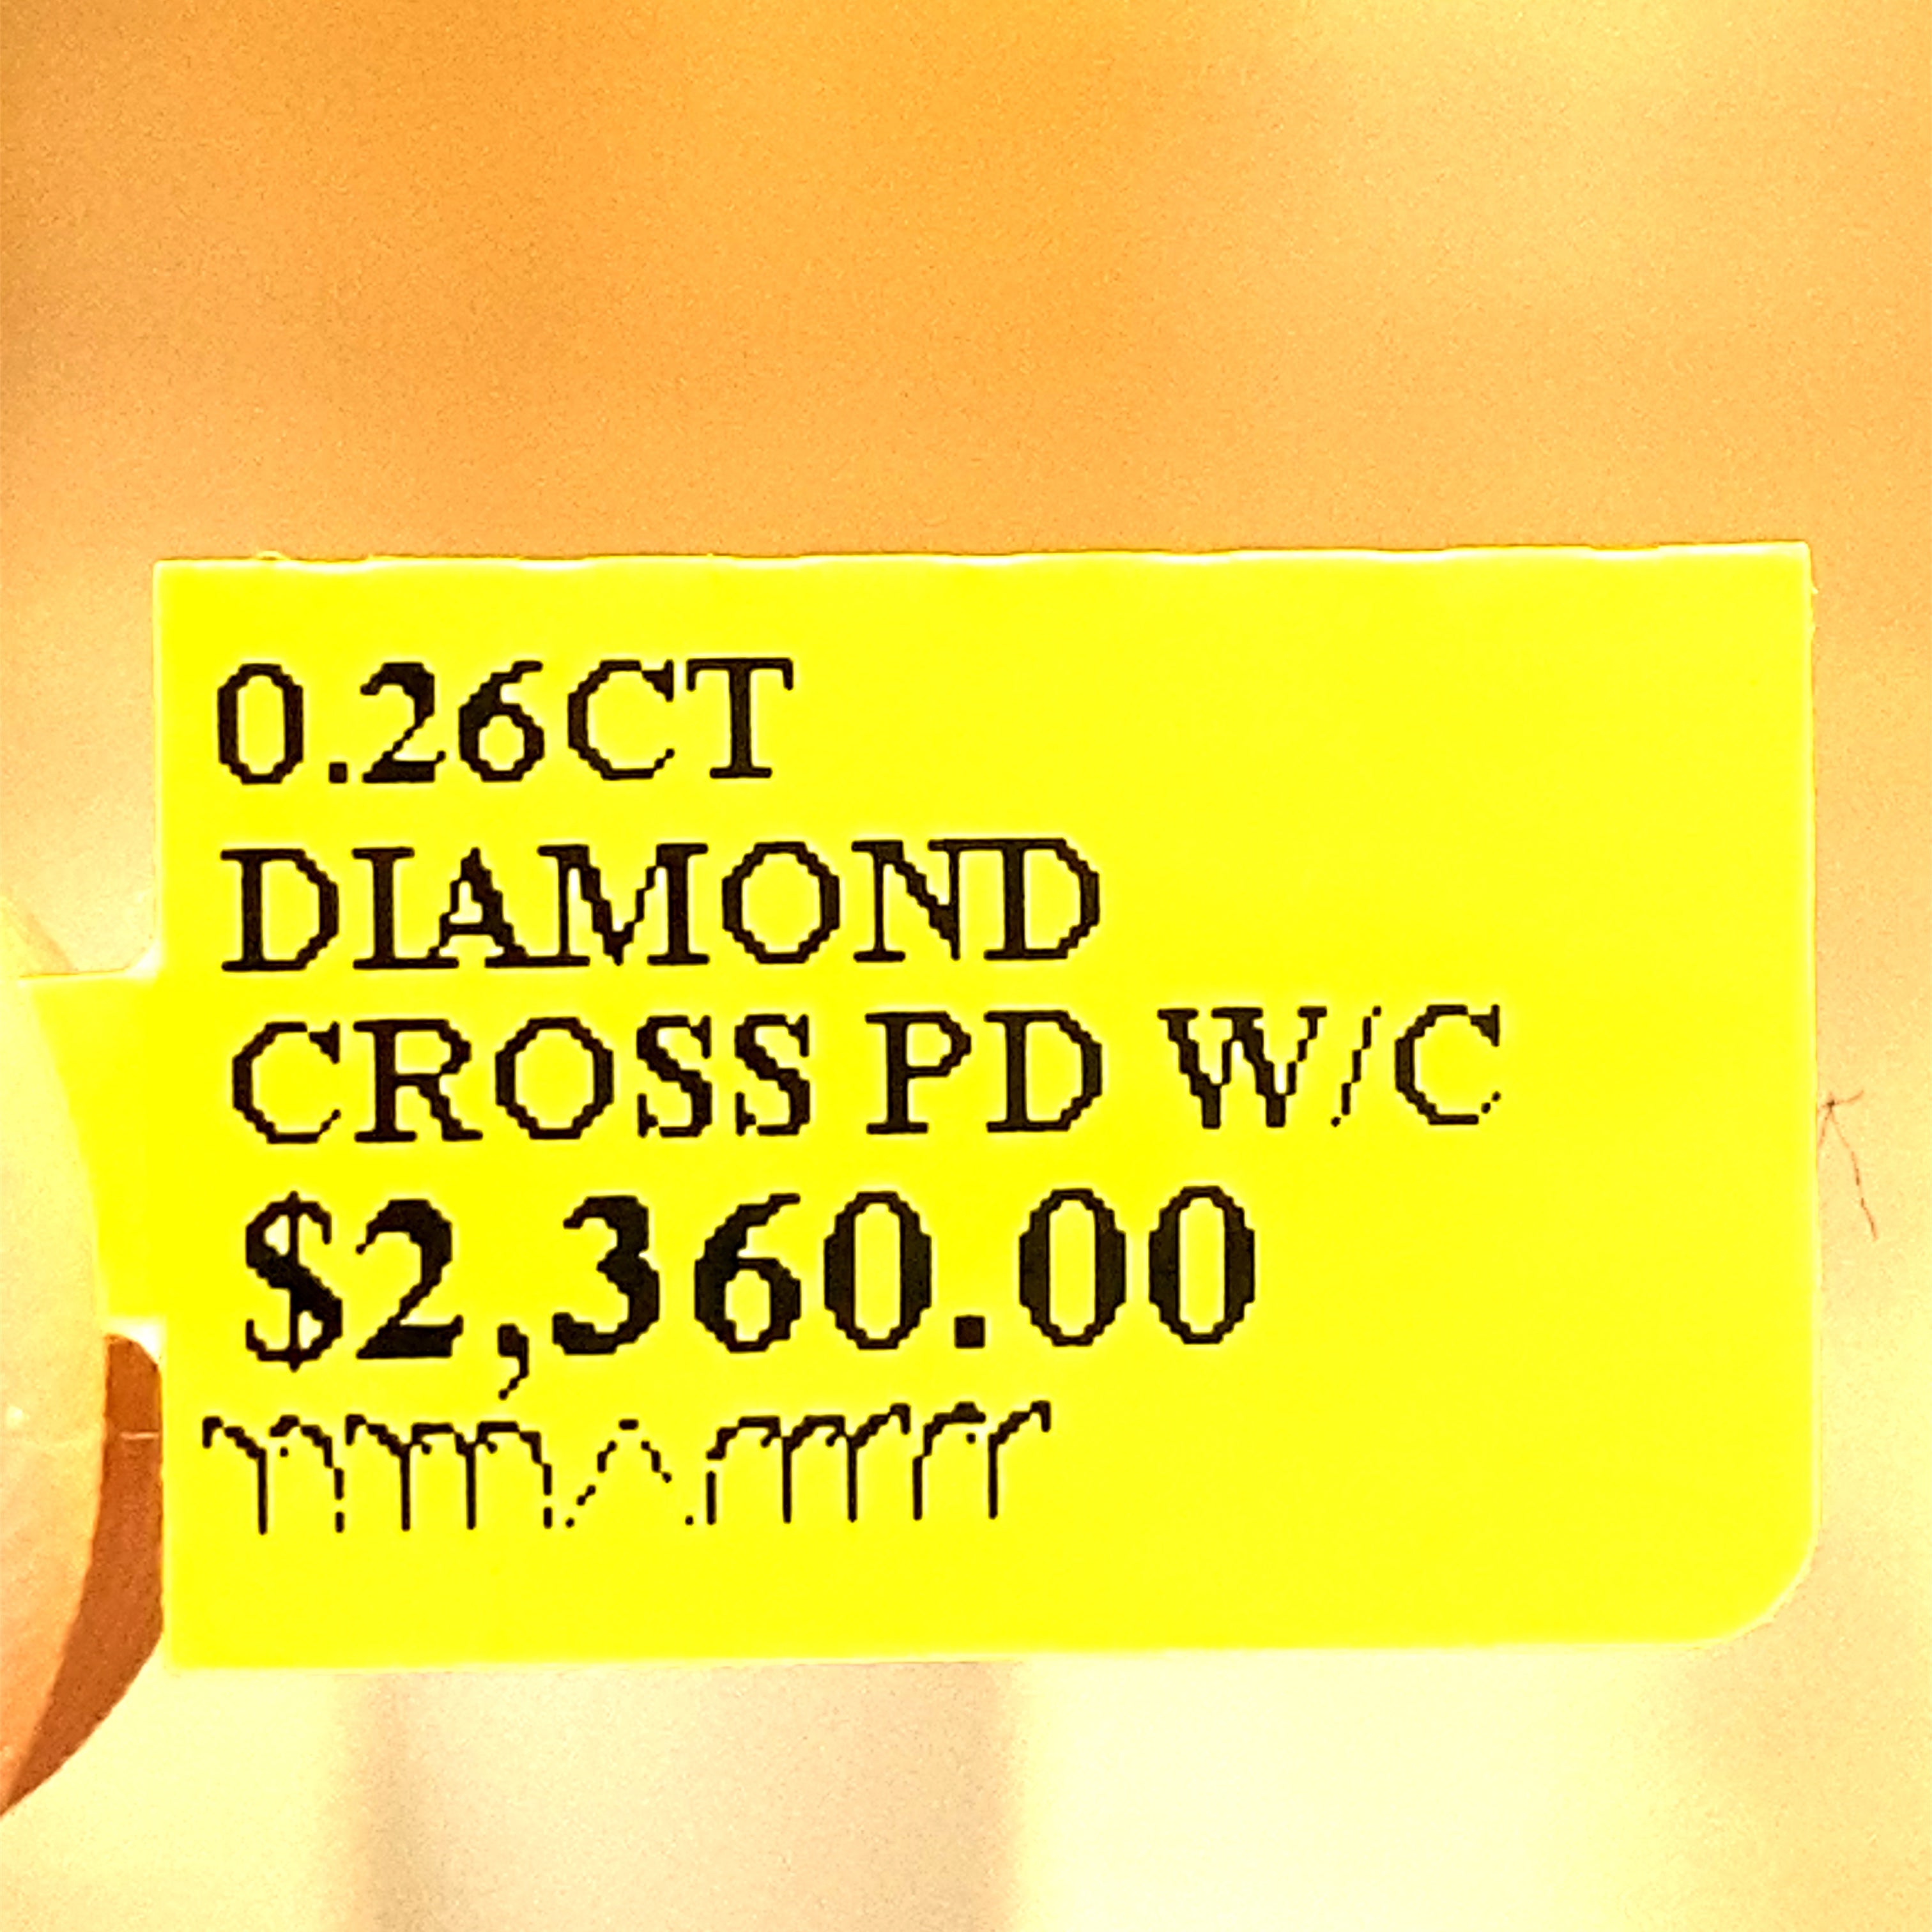 0.26CT
DIAMOND
CROSS PD W/C
$2,360.00